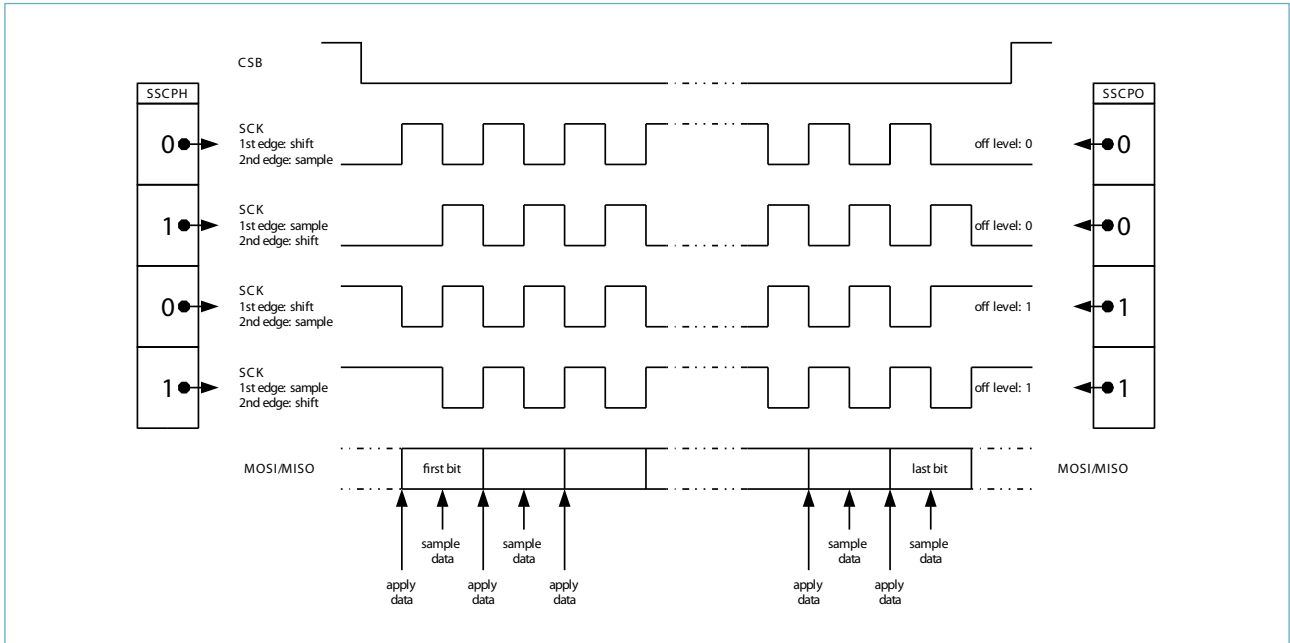 CSB
SSCPH
SSCPO
0
SCK
1st edge: shift
2nd edge: sample
off level: 0
0
1
SCK
1st edge: sample
2nd edge: shift
off level: 0
0
0
SCK
1st edge: shift
2nd edge: sample
off level: 1
1
1
SCK
1st edge: sample
2nd edge: shift
off level: 1
1
MOSI/MISO
first bit
last bit
MOSI/MISO
sample
data
sample
data
sample
data
sample
data
apply
data
apply
data
apply
data
apply
data
apply
data